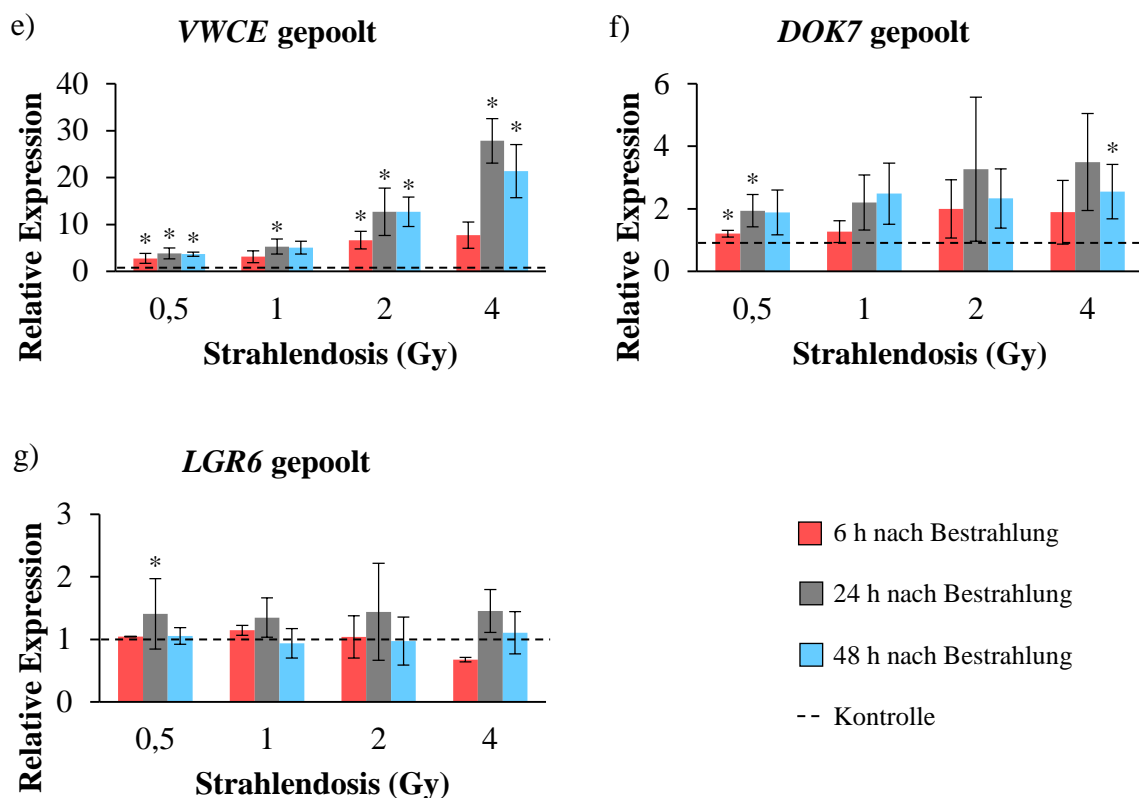 e) VWCE gepoolt
Relative Expression
40
30
20
10
0
* * * * * * * * *
0,5 1 2 4
Strahlendosis (Gy)
f) DOK7 gepoolt
Relative Expression
6
4
2
0
* * *
0,5 1 2 4
Strahlendosis (Gy)
g) LGR6 gepoolt
Relative Expression
3
2
1
0
*
0,5 1 2 4
Strahlendosis (Gy)
6 h nach Bestrahlung
24 h nach Bestrahlung
48 h nach Bestrahlung
Kontrolle